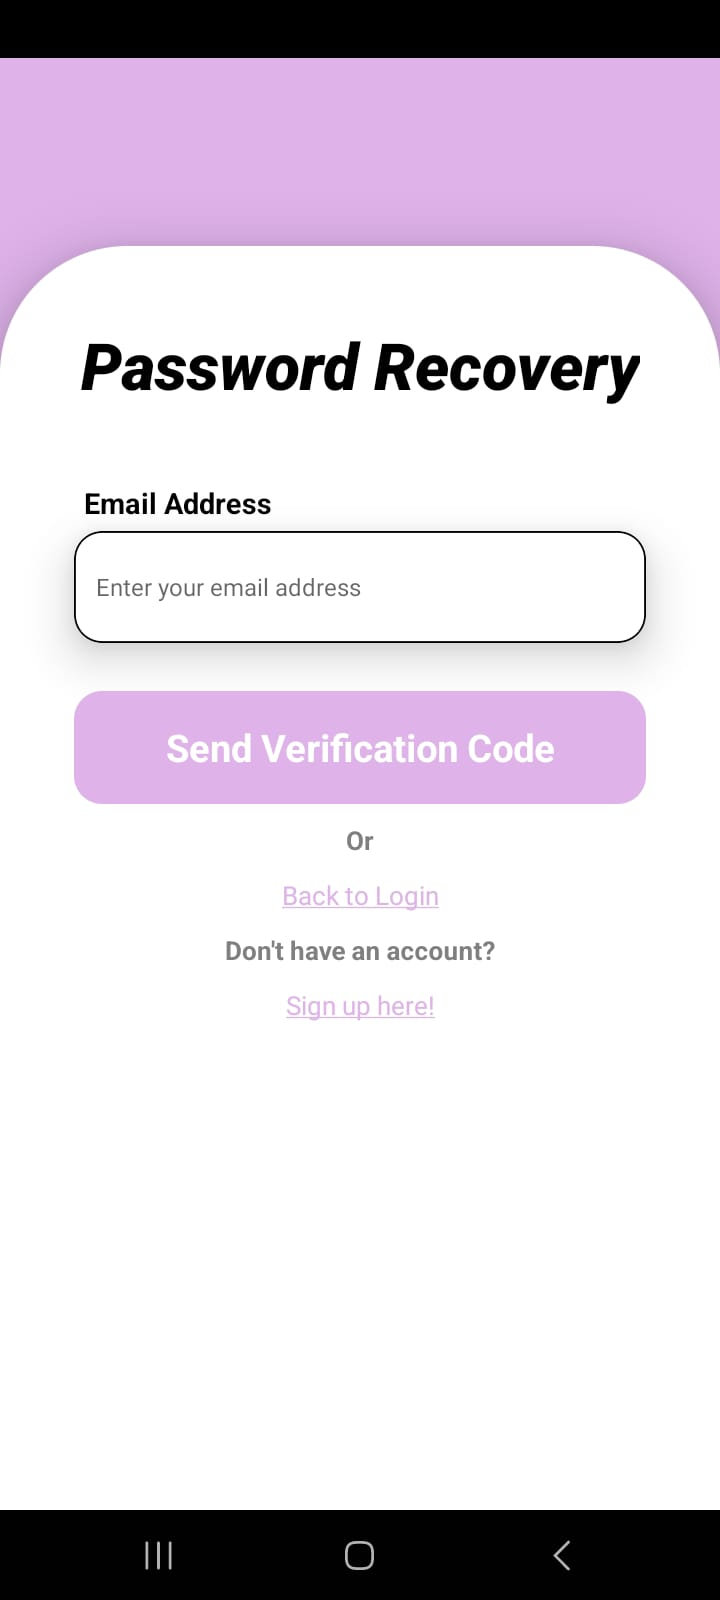 Password Recovery
Email Address
Enter your email address
Send Verification Code
Or
Back to Login
Don't have an account?
Sign up here!